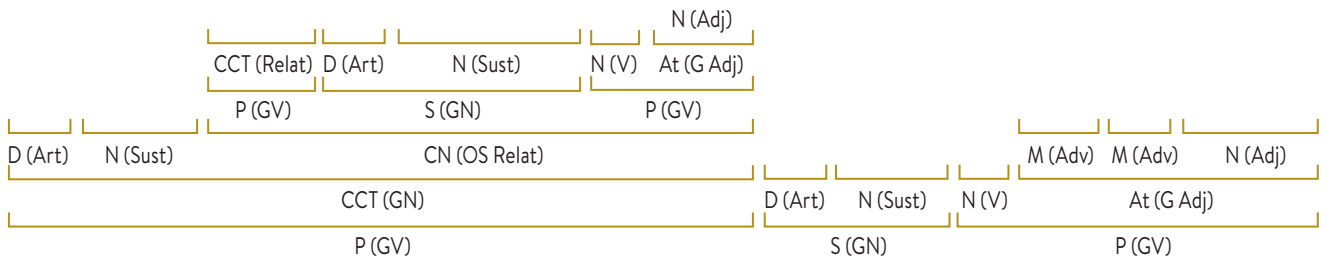 N (Adj)
CCT (Relat) D (Art) N (Sust) N (V) At (G Adj)
P (GV) S (GN) P (GV)
D (Art) N (Sust) CN (OS Relat) M (Adv) M (Adv) N (Adj)
CCT (GN) D (Art) N (Sust) N (V) At (G Adj)
P (GV) S (GN) P (GV)